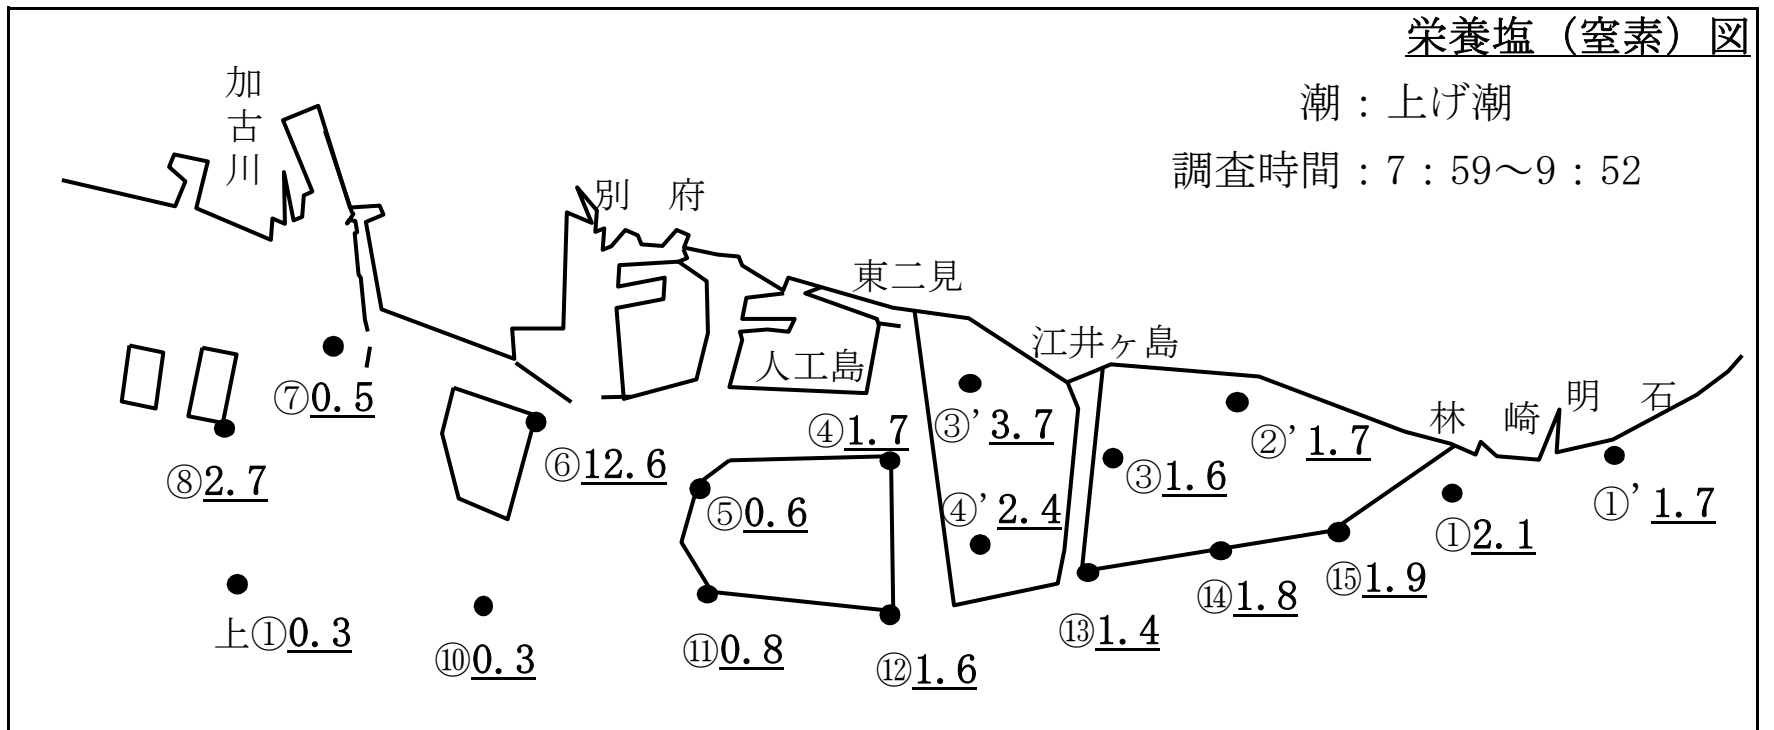 栄養塩（窒素）図
潮：上げ潮
調査時間：7：59～9：52
加古川
別　府
東二見
江井ヶ島
人工島
林　崎
明　石
⑦0.5
④1.7
③’3.7
②’1.7
⑥12.6
③1.6
⑧2.7
⑤0.6
④’2.4
①2.1
①’1.7
⑮1.9
⑭1.8
上①0.3
⑩0.3
⑪0.8
⑫1.6
⑬1.4